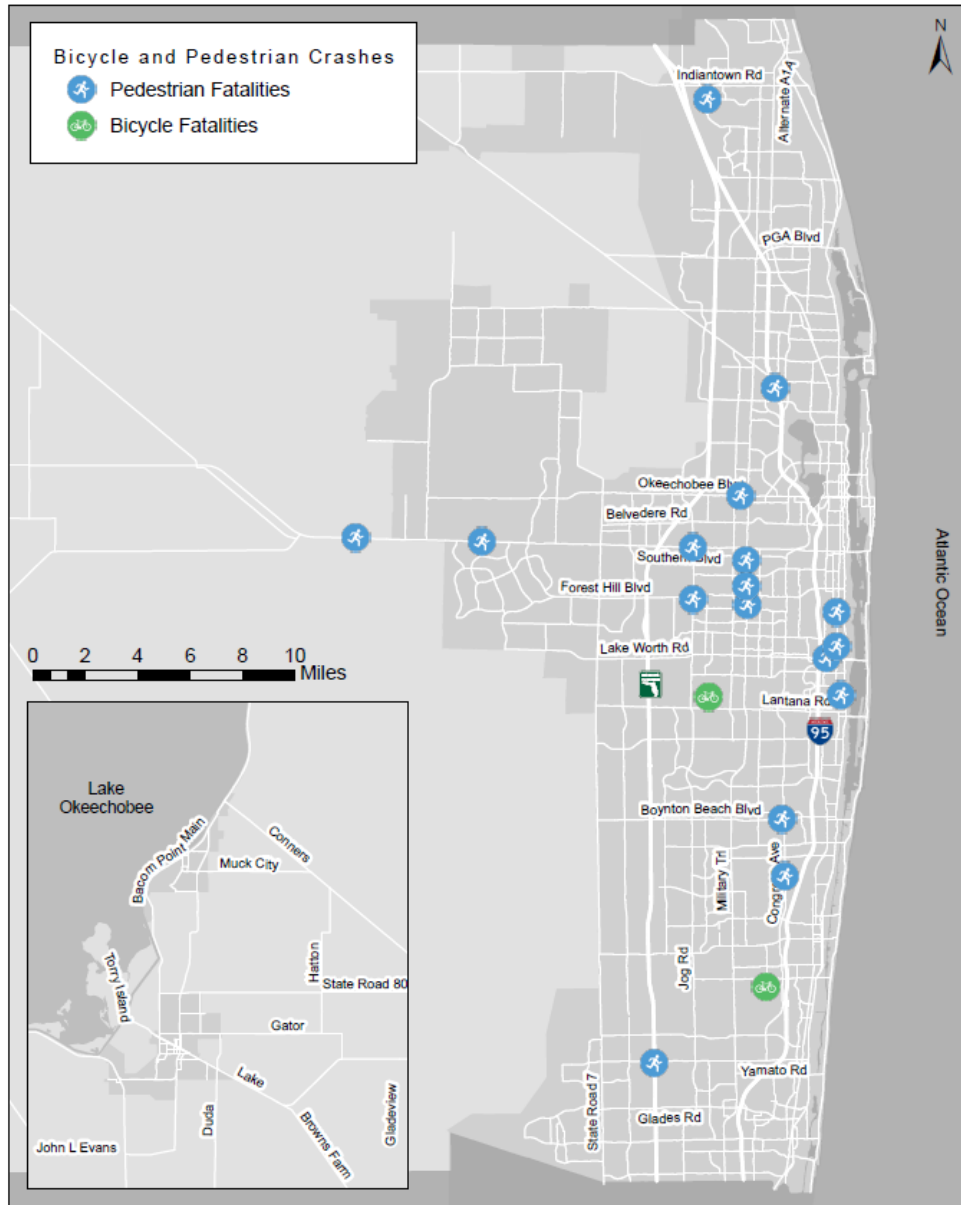 Bicycle and Pedestrian Crashes
Pedestrian Fatalities
Bicycle Fatalities
N
Indiantown Rd
Alternate A1A
PGA Blvd
Okeechobee Blvd
Belvedere Rd
Southern Blvd
Forest Hill Blvd
Atlantic Ocean
Lake Worth Rd
0 2 4 6 8 10
Miles
Lantana Rd
95
Boynton Beach Blvd
Military Trl
Congress Ave
Jog Rd
Yamato Rd
State Road 7
Glades Rd
Lake
Okeechobee
Main
Bacom Point
Conners
Muck City
Torry Island
Hatton
State Road 80
Gator
Lake
Duda
Browns Farm
Gladeview
John L Evans